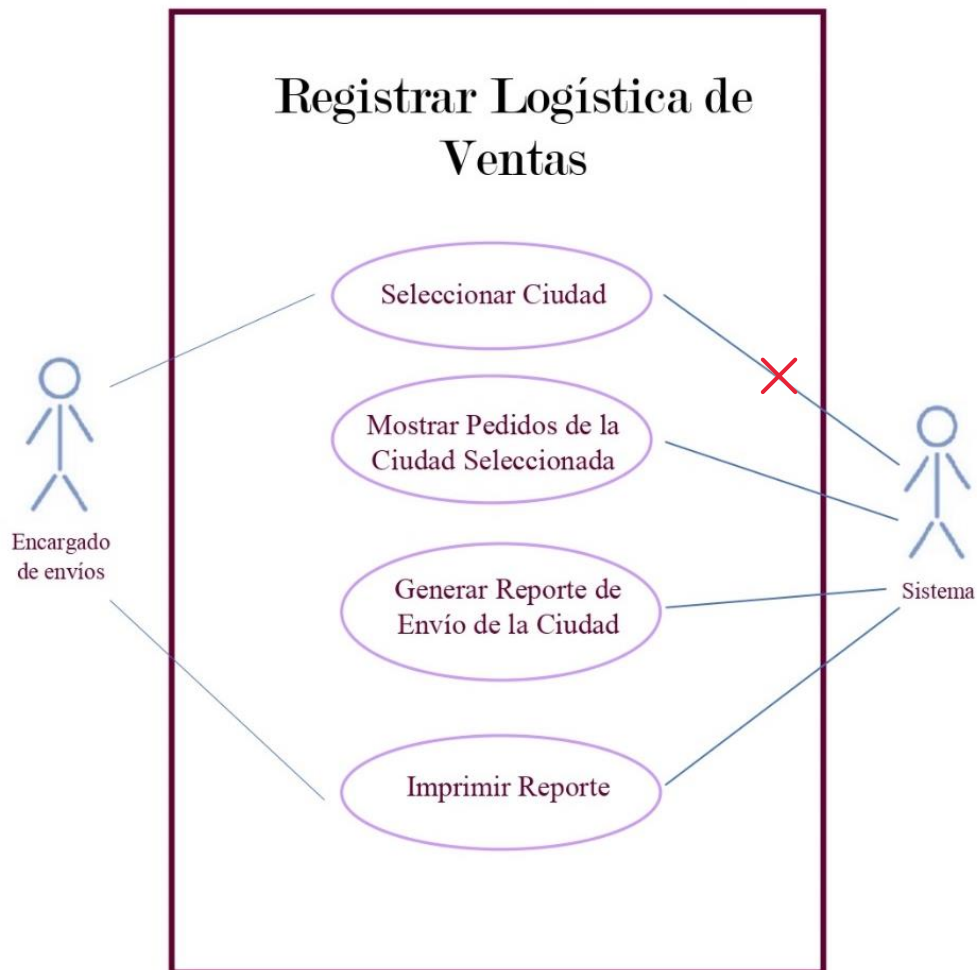 Registrar Logística de
Ventas
Seleccionar Ciudad
Mostrar Pedidos de la
Ciudad Seleccionada
Encargado
de envíos
Generar Reporte de
Envío de la Ciudad
Sistema
Imprimir Reporte